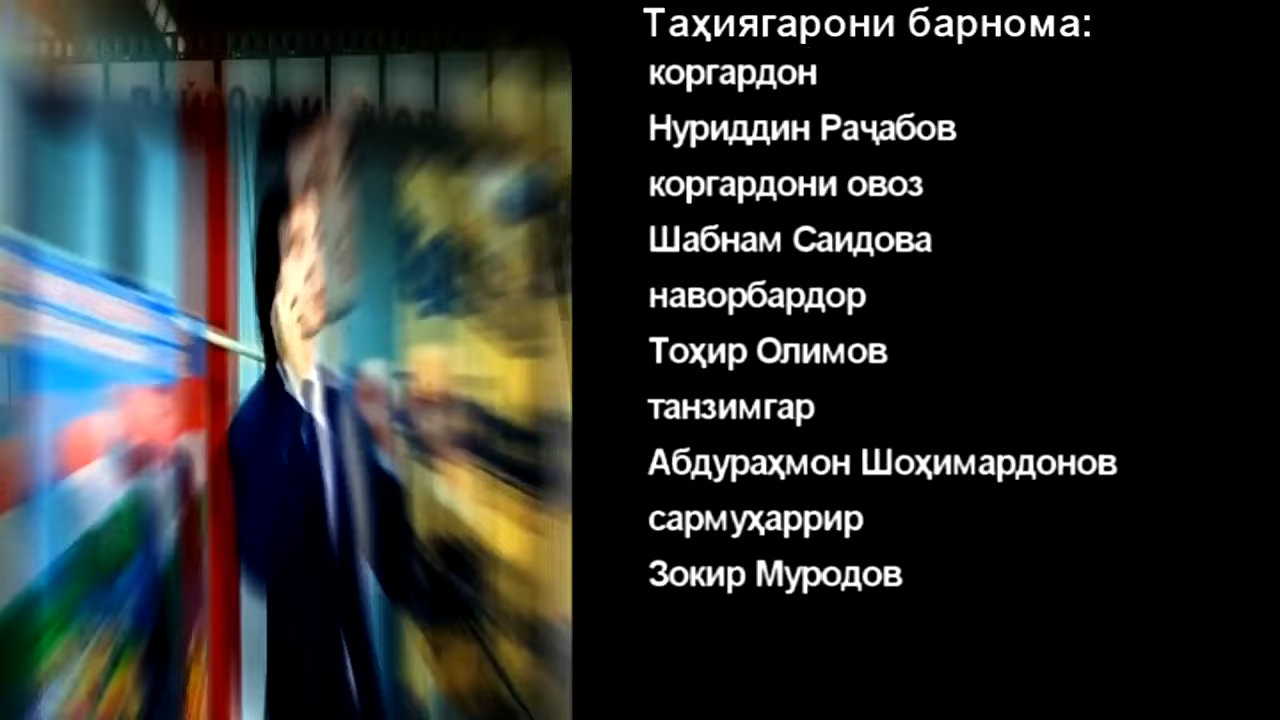 Таҳиягарони барнома:
коргардон
Нуриддин Раҷабов
коргардони овоз
Шабнам Саидова
наворбардор
Тоҳир Олимов
танзимгар
Абдураҳмон Шоҳимардонов
сармуҳаррир
Зокир Муродов